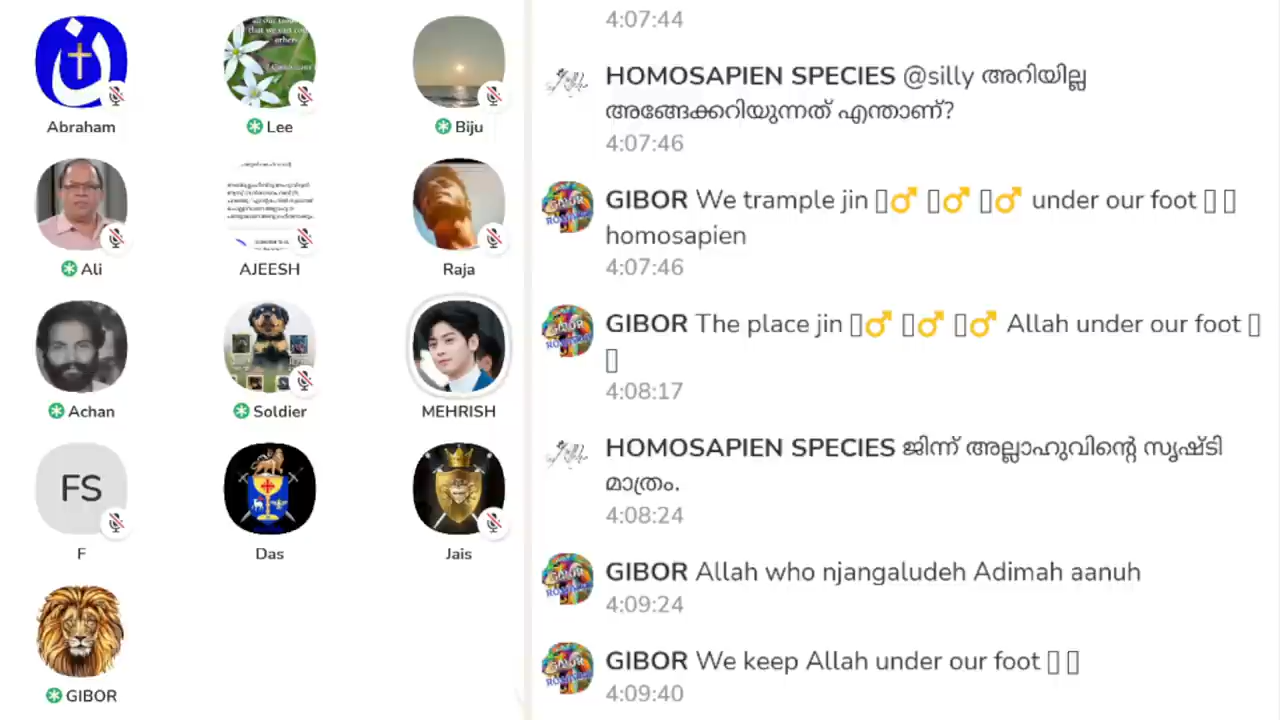 Abraham
Lee
Biju
Ali
AJEESH
Raja
Achan
Soldier
MEHRISH
FS
F
Das
Jais
GIBOR
4:07:44
HOMOSAPIEN SPECIES @silly അറിയില്ല
അങ്ങേക്കറിയുന്നത് എന്താണ്?
4:07:46
GIBOR We trample jin ▯♂ ▯♂ ▯♂ under our foot ▯ ▯
homosapien
4:07:46
GIBOR The place jin ▯♂ ▯♂ ▯♂ Allah under our foot ▯
▯
4:08:17
HOMOSAPIEN SPECIES ജിന്ന് അല്ലാഹുവിന്റെ സൃഷ്ടി
മാത്രം.
4:08:24
GIBOR Allah who njangaludeh Adimah aanuh
4:09:24
GIBOR We keep Allah under our foot ▯ ▯
4:09:40